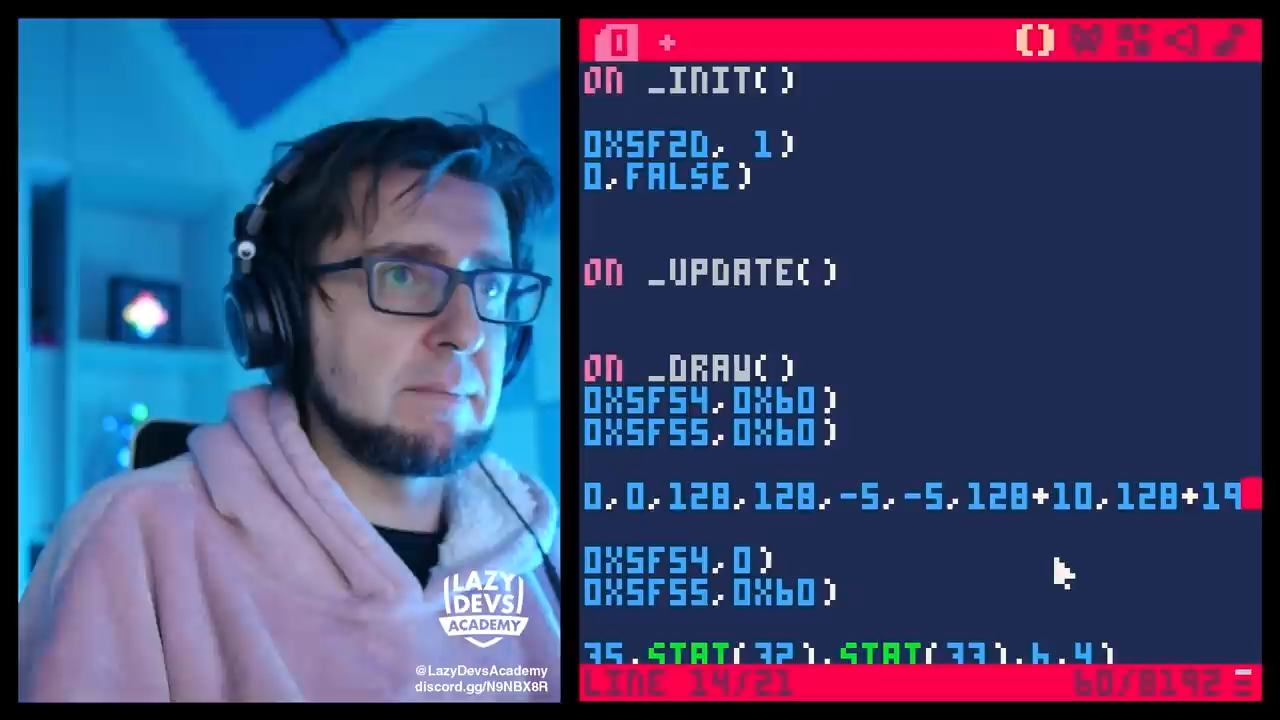 LAZY
DEVS
ACADEMY
@LazyDevsAcademy
discord.gg/N9NBX8R
0 +
ON _INIT()
0X5F2D, 1)
0,FALSE)
ON _UPDATE()
ON _DRAW()
0X5F54,0X60)
0X5F55,0X60)
0,0,128,128,-5,-5,128+10,128+19
0X5F54,0)
0X5F55,0X60)
35,STAT(32),STAT(33),6,4)
LINE 14/21
60/8192